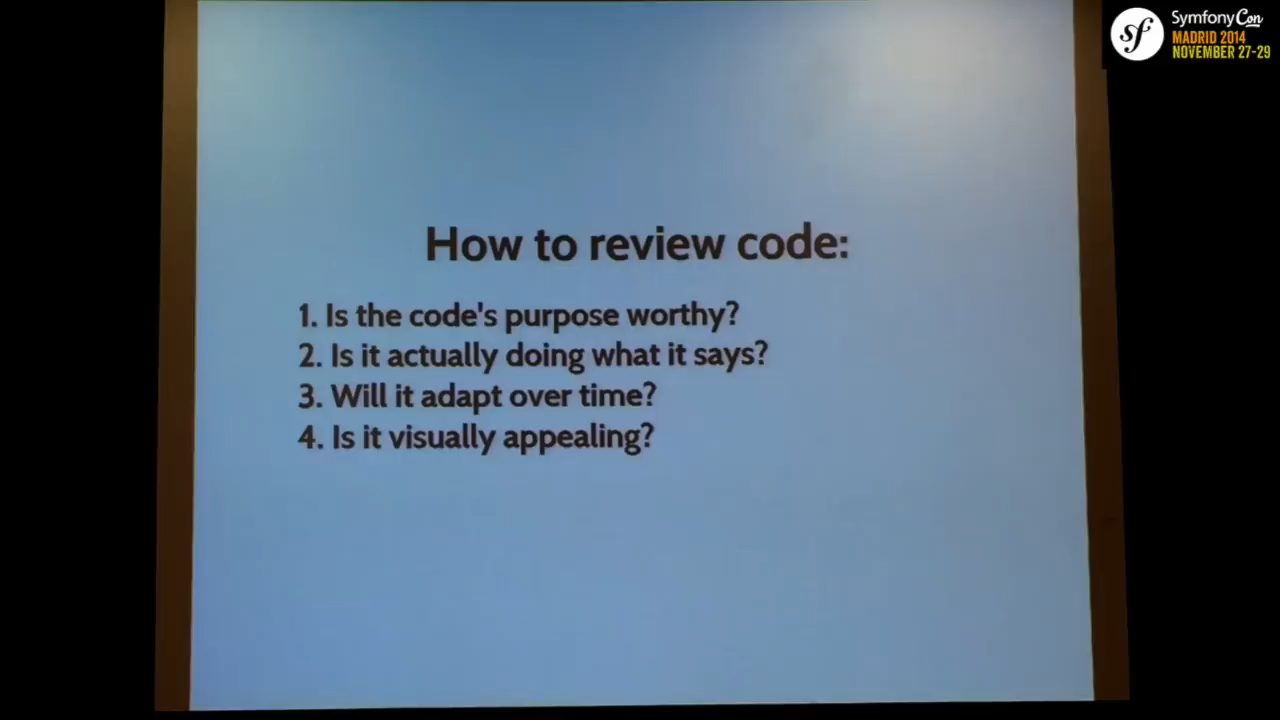 SymfonyCon
MADRID 2014
NOVEMBER 27-29
How to review code:
1. Is the code's purpose worthy?
2. Is it actually doing what it says?
3. Will it adapt over time?
4. Is it visually appealing?